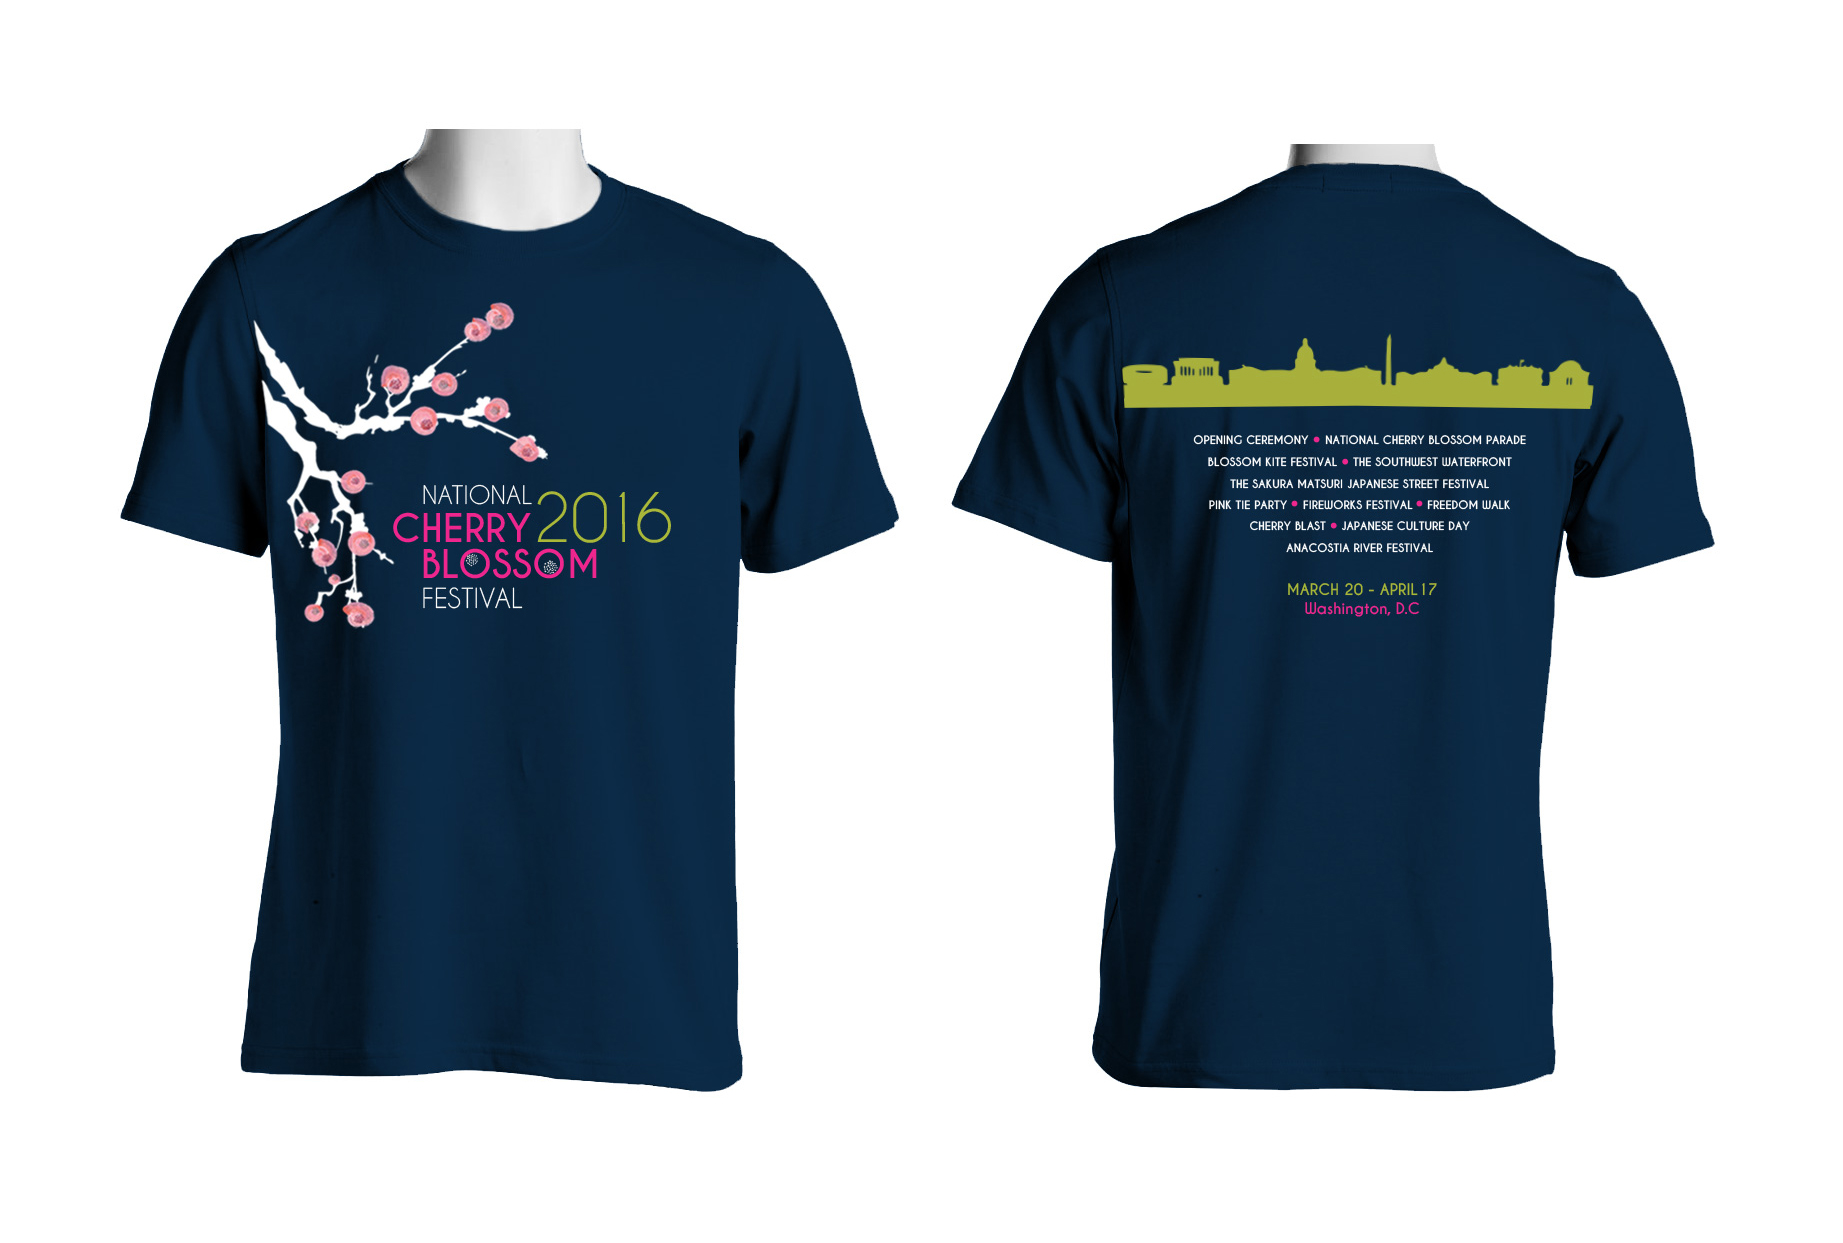 NATIONAL
CHERRY 2016
BLOSSOM
FESTIVAL
OPENING CEREMONY • NATIONAL CHERRY BLOSSOM PARADE
BLOSSOM KITE FESTIVAL • THE SOUTHWEST WATERFRONT
THE SAKURA MATSURI JAPANESE STREET FESTIVAL
PINK TIE PARTY • FIREWORKS FESTIVAL • FREEDOM WALK
CHERRY BLAST • JAPANESE CULTURE DAY
ANACOSTIA RIVER FESTIVAL
MARCH 20 - APRIL 17
Washington, D.C